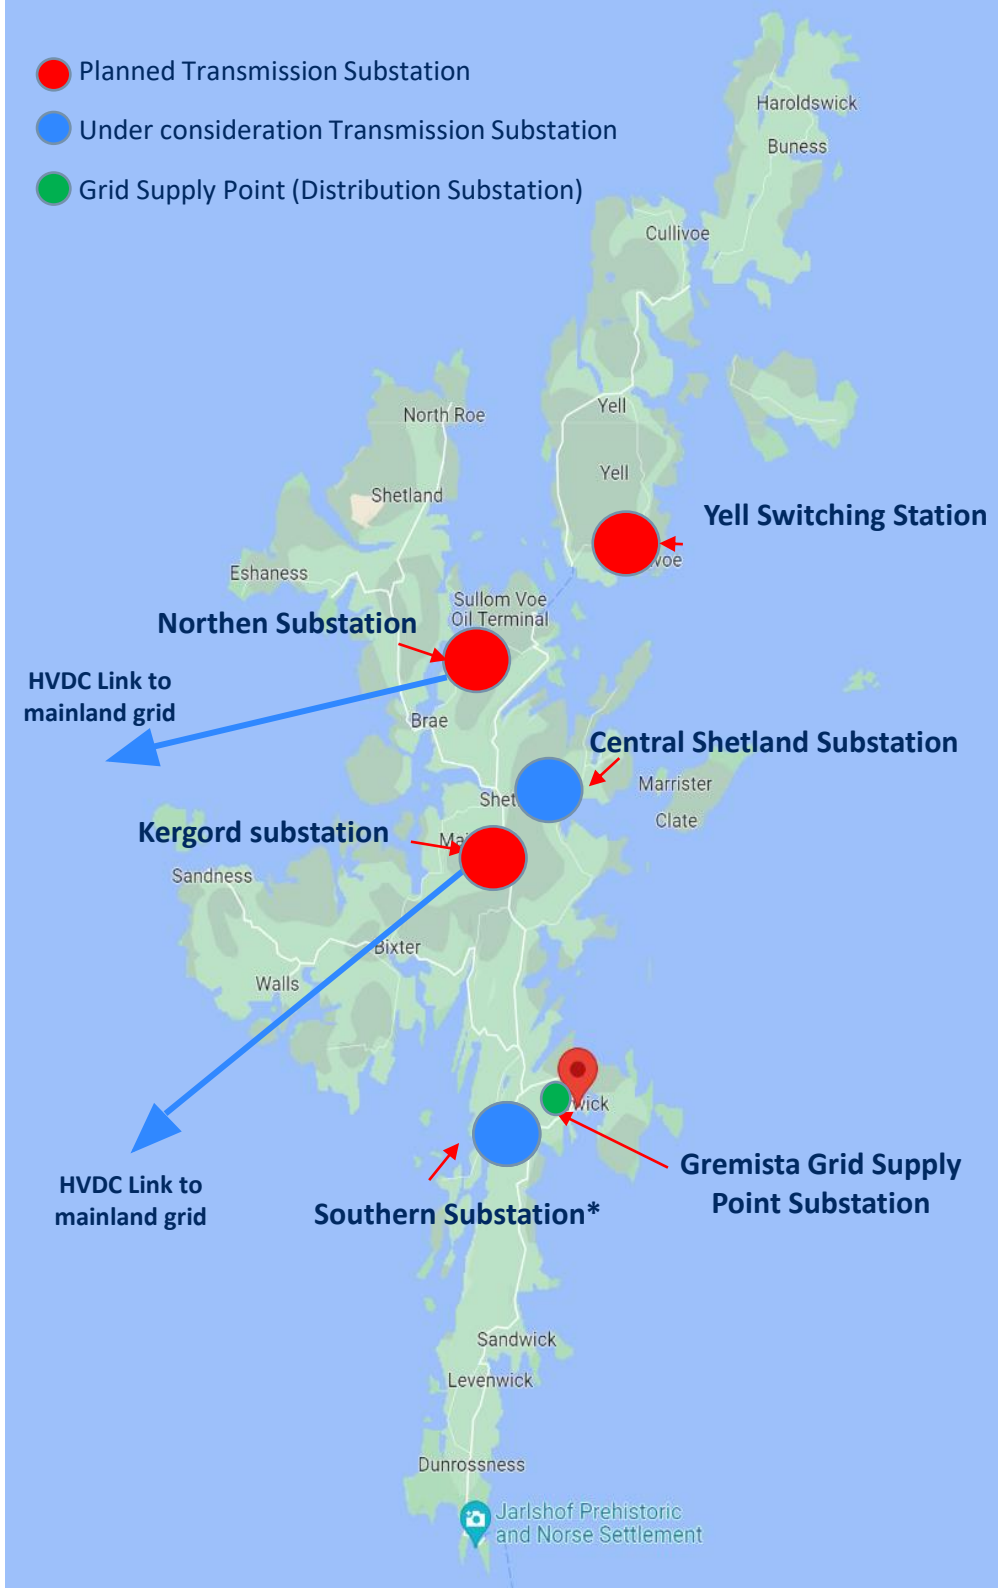 Planned Transmission Substation
Under consideration Transmission Substation
Grid Supply Point (Distribution Substation)
Haroldswick
Buness
Cullivoe
North Roe
Yell
Yell
Shetland
Yell Switching Station
Eshaness
Sullom Voe
Oil Terminal
Northen Substation
HVDC Link to
mainland grid
Brae
Central Shetland Substation
Marrister
Clate
Kergord substation
Sandness
Bixter
Walls
HVDC Link to
mainland grid
Gremista Grid Supply
Point Substation
Southern Substation*
Sandwick
Levenwick
Dunrossness
Jarlshof Prehistoric
and Norse Settlement